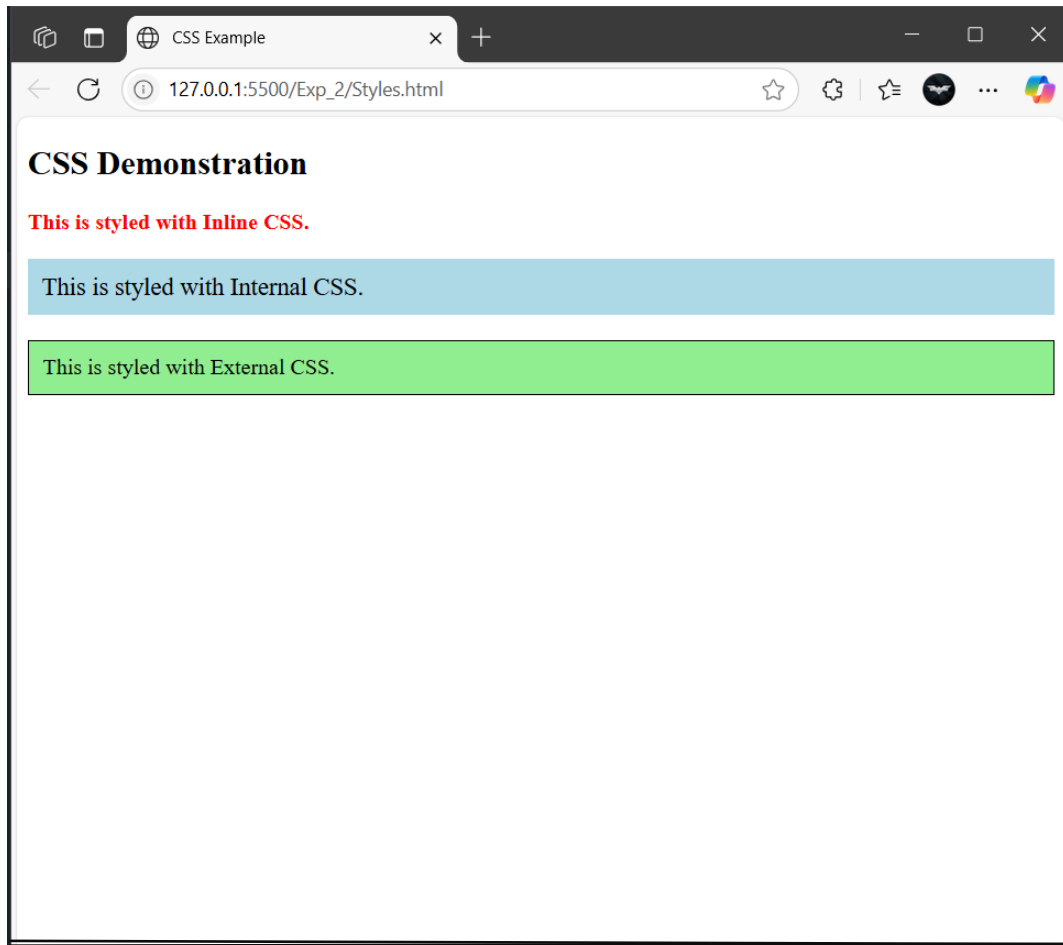 CSS Example
127.0.0.1:5500/Exp_2/Styles.html
CSS Demonstration
This is styled with Inline CSS.
This is styled with Internal CSS.
This is styled with External CSS.